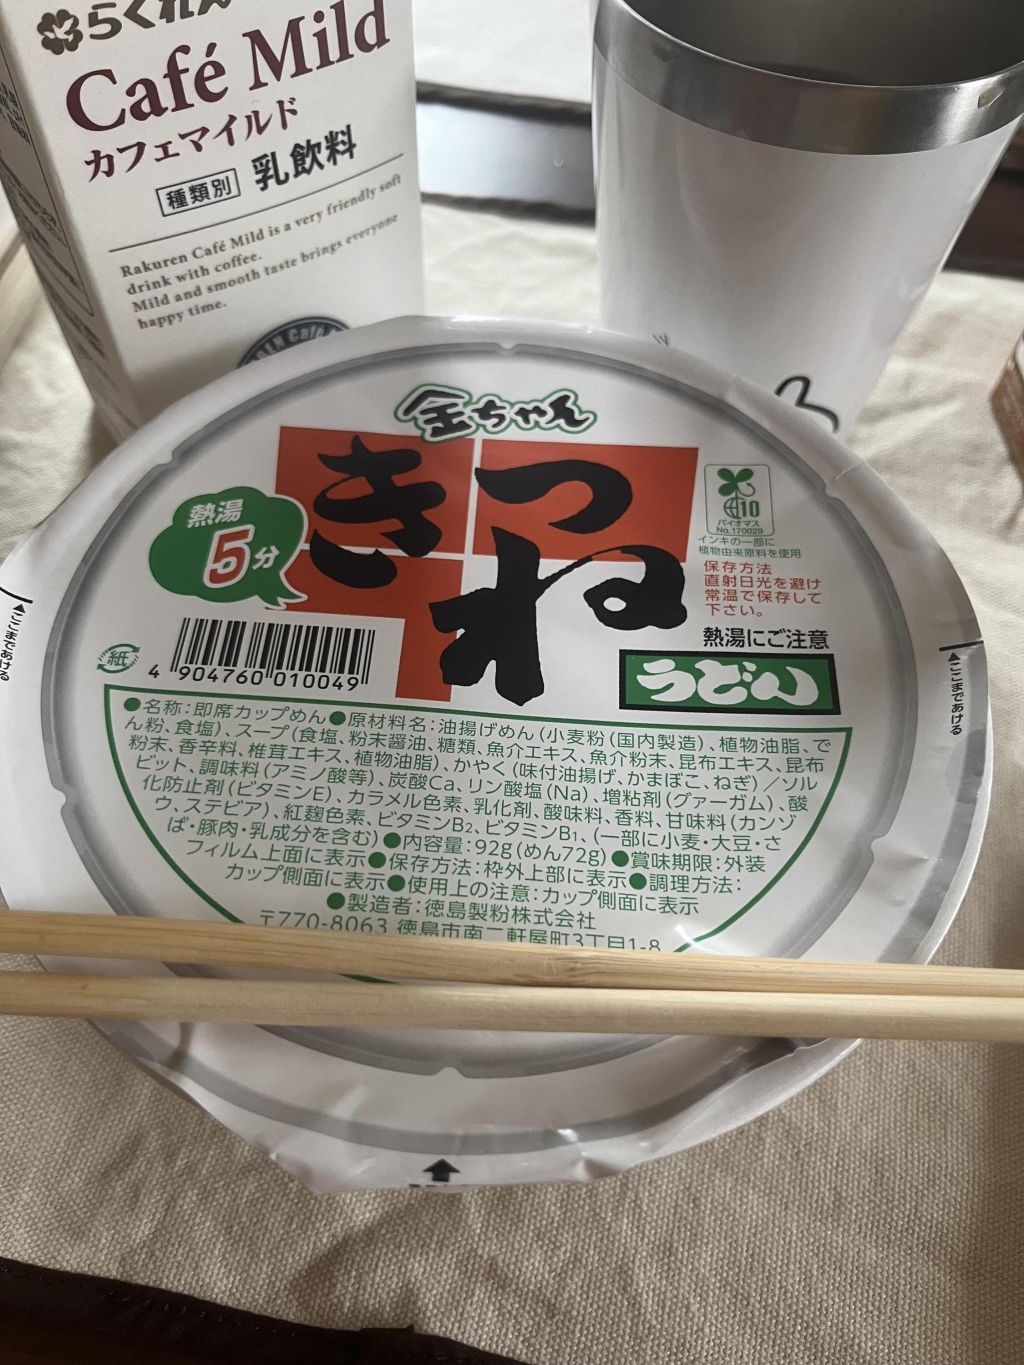 らくれん
Café Mild
カフェマイルド
種類別 乳飲料
Rakuren Café Mild is a very friendly soft
drink with coffee.
Mild and smooth taste brings everyone
happy time.
金ちゃん
きつね
熱湯
5分
10
バイオマス
No.170029
インキの一部に
植物由来原料を使用
保存方法
直射日光を避け
常温で保存して
下さい。
熱湯にご注意
うどん
紙
4 904760 010049
ここまであける
ここまであける
●名称:即席カップめん●原材料名:油揚げめん(小麦粉(国内製造)、植物油脂、で
ん粉、食塩)、スープ(食塩、粉末醤油、糖類、魚介エキス、魚介粉末、昆布エキス、昆布
粉末、香辛料、椎茸エキス、植物油脂)、かやく(味付油揚げ、かまぼこ、ねぎ)/ソル
ビット、調味料(アミノ酸等)、炭酸Ca、リン酸塩(Na)、増粘剤(グァーガム)、酸
化防止剤(ビタミンE)、カラメル色素、乳化剤、酸味料、香料、甘味料(カンゾ
ウ、ステビア)、紅麹色素、ビタミンB₂、ビタミンB₁、(一部に小麦・大豆・さ
ば・豚肉・乳成分を含む)●内容量:92g(めん72g)●賞味期限:外装
フィルム上面に表示●保存方法:枠外上部に表示●調理方法:
カップ側面に表示●使用上の注意:カップ側面に表示
●製造者:徳島製粉株式会社
〒770-8063 徳島市南二軒屋町3丁目1-8